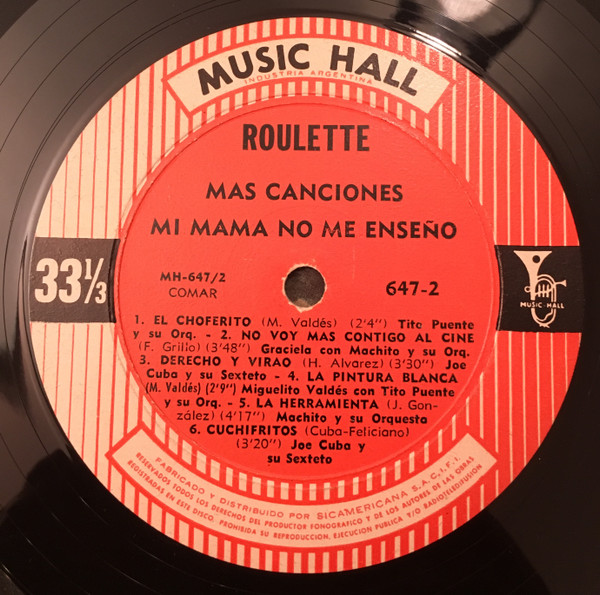 MUSIC HALL
INDUSTRIA ARGENTINA
ROULETTE
MAS CANCIONES
MI MAMA NO ME ENSEÑO
33⅓
MH-647/2
COMAR
647-2
MUSIC-HALL
1. EL CHOFERITO (M. Valdés) (2'4") Tito Puente
y su Orq. - 2. NO VOY MAS CONTIGO AL CINE
(F. Grillo) (3'48") Graciela con Machito y su Orq.
3. DERECHO Y VIRAO (H. Alvarez) (3'30") Joe
Cuba y su Sexteto - 4. LA PINTURA BLANCA
(M. Valdés) (2'9") Miguelito Valdés con Tito Puente
y su Orq. - 5. LA HERRAMIENTA (J. Gon-
zález) (4'17") Machito y su Orquesta
6. CUCHIFRITOS (Cuba-Feliciano)
(3'20") Joe Cuba y
su Sexteto
FABRICADO Y DISTRIBUIDO POR SICAMERICANA S.A.C.I.F.I.
RESERVADOS TODOS LOS DERECHOS DEL PRODUCTOR FONOGRAFICO Y DE LOS AUTORES DE LAS OBRAS
REGISTRADAS EN ESTE DISCO. PROHIBIDA SU REPRODUCCION, EJECUCION PUBLICA Y/O RADIOTELEDIFUSION